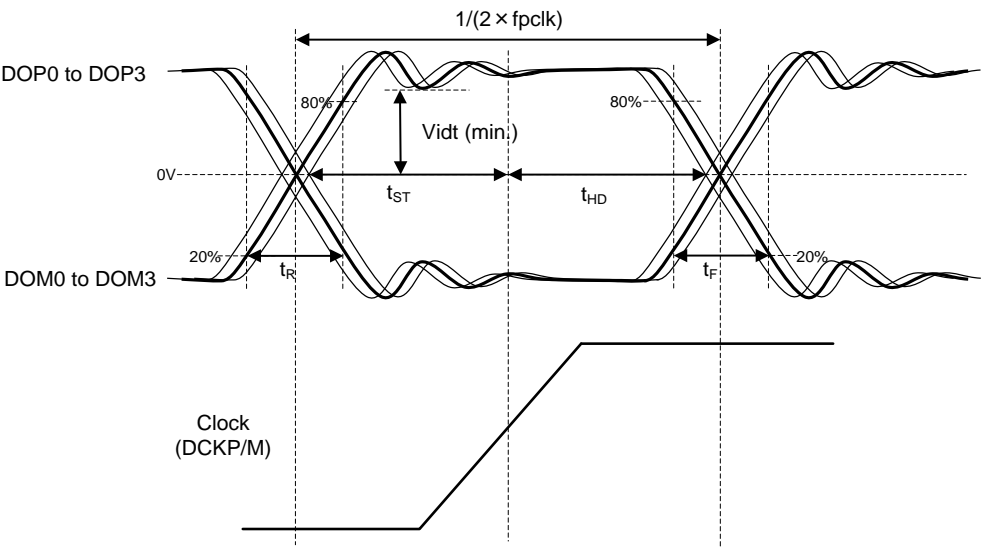 1/(2×fpclk)
DOP0 to DOP3
80%
80%
Vidt (min.)
0V
tST
tHD
20%
tR
tF
20%
DOM0 to DOM3
Clock
(DCKP/M)